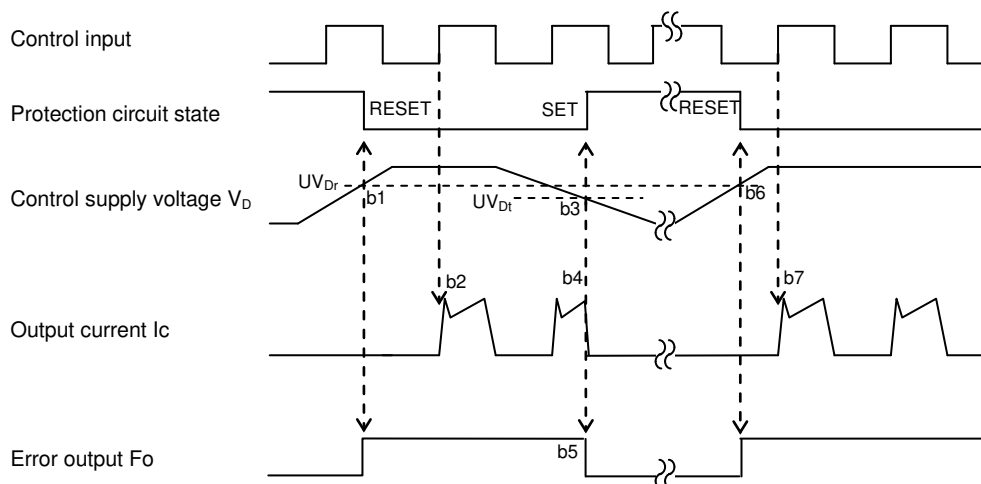 Control input
Protection circuit state
RESET
SET
RESET
UVDr
b1
b6
Control supply voltage VD
UVDt
b3
b2
b4
b7
Output current Ic
b5
Error output Fo